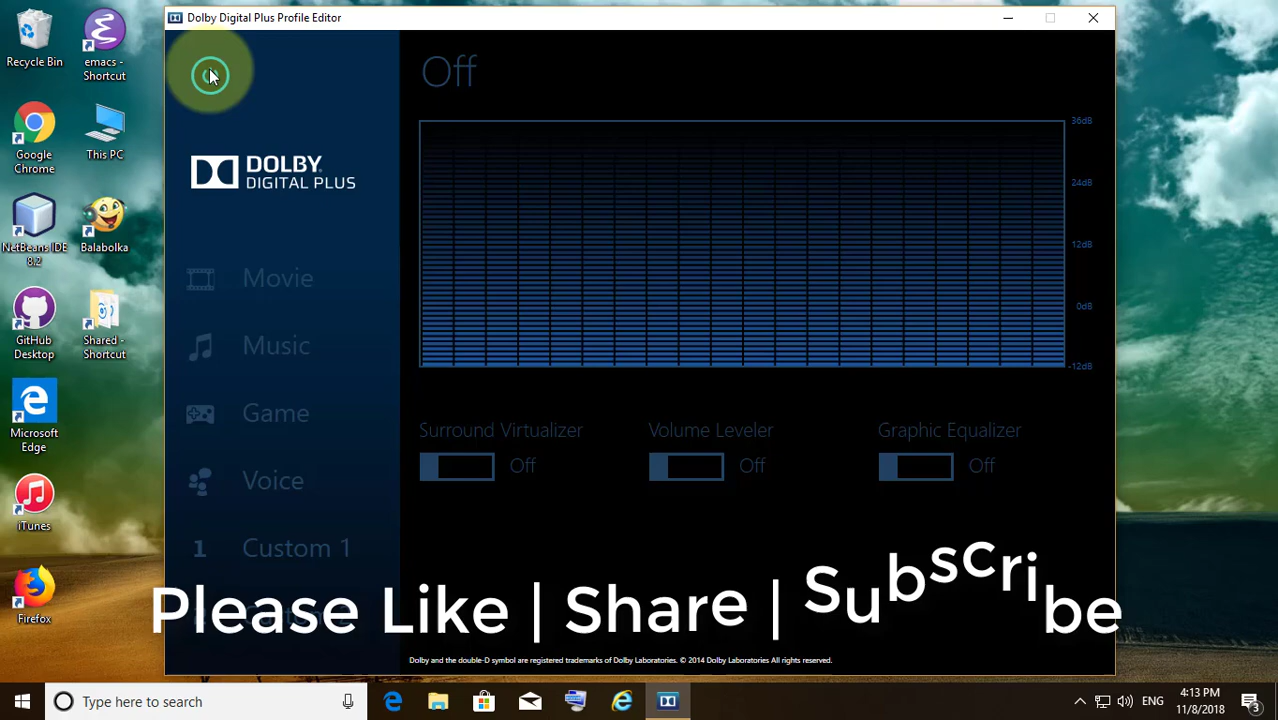 Dolby Digital Plus Profile Editor
Recycle Bin
emacs -
Shortcut
Google
Chrome
This PC
NetBeans IDE
8.2
Balabolka
GitHub
Desktop
Shared -
Shortcut
Microsoft
Edge
iTunes
Firefox
DOLBY
DIGITAL PLUS
Movie
Music
Game
Voice
1 Custom 1
Off
36dB
24dB
12dB
0dB
-12dB
Surround Virtualizer
Off
Volume Leveler
Off
Graphic Equalizer
Off
Please Like | Share | Subscribe
Dolby and the double-D symbol are registered trademarks of Dolby Laboratories. © 2014 Dolby Laboratories All rights reserved.
Type here to search
ENG
4:13 PM
11/8/2018
3